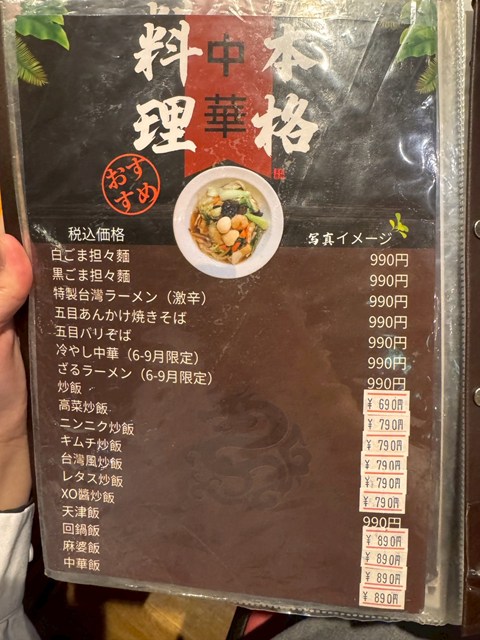 本格
中華
料理
おすすめ
税込価格
写真イメージ
白ごま担々麺 990円
黒ごま担々麺 990円
特製台灣ラーメン（激辛） 990円
五目あんかけ焼きそば 990円
五目バリぞば 990円
冷やし中華（6-9月限定） 990円
ざるラーメン（6-9月限定） 990円
炒飯 ¥690円
高菜炒飯 ¥790円
ニンニク炒飯 ¥790円
キムチ炒飯 ¥790円
台灣風炒飯 ¥790円
レタス炒飯 ¥790円
XO醬炒飯 990円
天津飯 ¥890円
回鍋飯 ¥890円
麻婆飯 ¥890円
中華飯 ¥890円